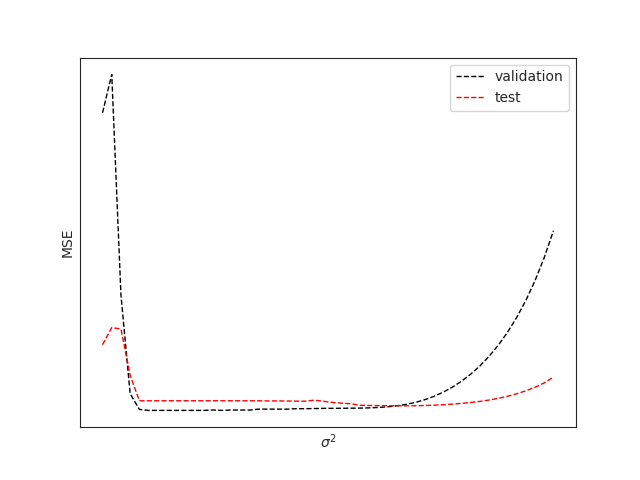 validation
test
MSE
σ²